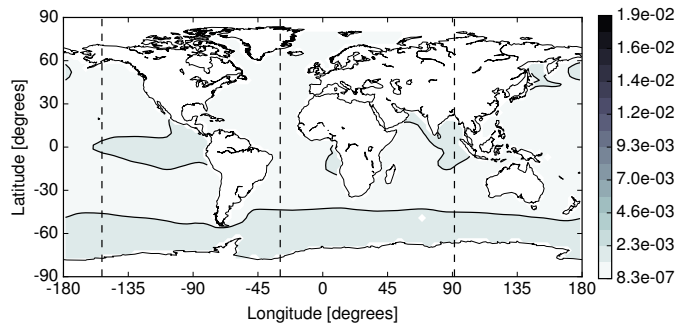 90
60
30
0
-30
-60
-90
Latitude [degrees]
-180 -135 -90 -45 0 45 90 135 180
Longitude [degrees]
1.9e-02
1.6e-02
1.4e-02
1.2e-02
9.3e-03
7.0e-03
4.6e-03
2.3e-03
8.3e-07